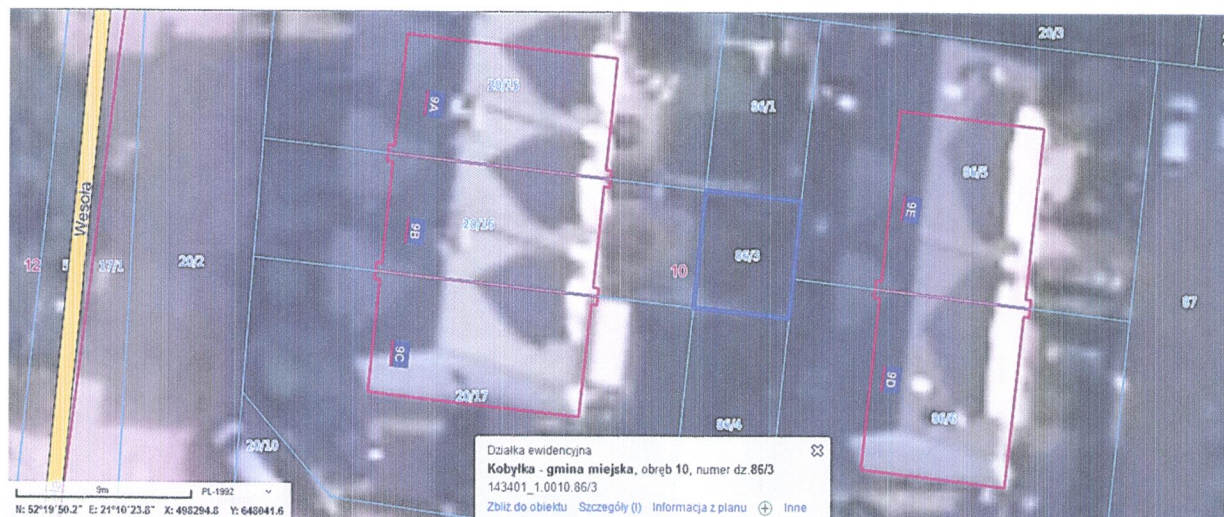 20/3
20/15
9A
86/1
86/5
Wesoła
9E
9B
20/16
86/3
12
5
17/1
20/2
10
87
9C
9D
20/17
86/4
86/6
20/10
Działka ewidencyjna
Kobyłka - gmina miejska, obręb 10, numer dz.86/3
143401_1.0010.86/3
Zbliż do obiektu Szczegóły (I) Informacja z planu Inne
9m PL-1992
N: 52°19'50.2" E: 21°10'23.8" X: 498294.8 Y: 648041.6